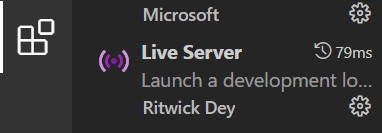 Microsoft
Live Server 79ms
Launch a development lo...
Ritwick Dey